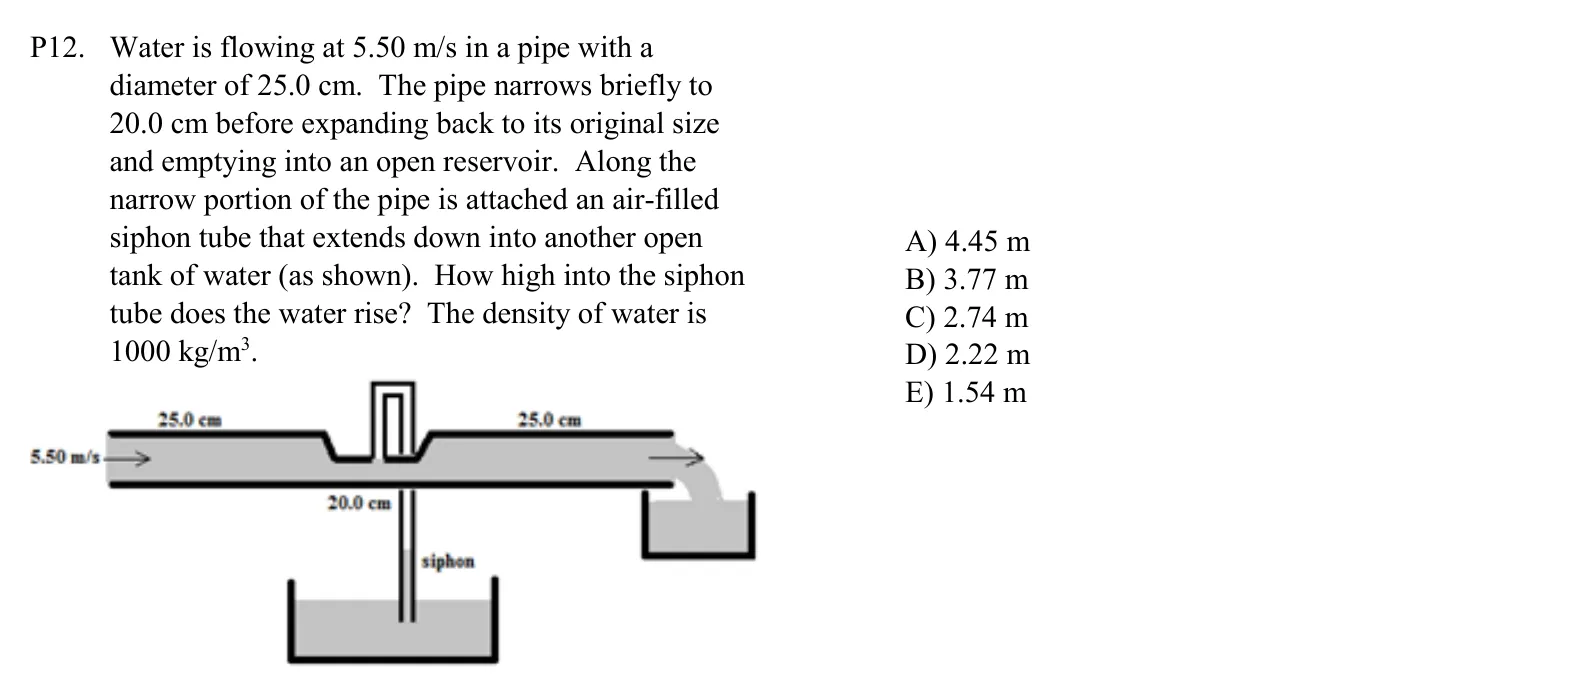 P12. Water is flowing at 5.50 m/s in a pipe with a
diameter of 25.0 cm. The pipe narrows briefly to
20.0 cm before expanding back to its original size
and emptying into an open reservoir. Along the
narrow portion of the pipe is attached an air-filled
siphon tube that extends down into another open
tank of water (as shown). How high into the siphon
tube does the water rise? The density of water is
1000 kg/m³.
A) 4.45 m
B) 3.77 m
C) 2.74 m
D) 2.22 m
E) 1.54 m
25.0 cm
25.0 cm
5.50 m/s
20.0 cm
siphon